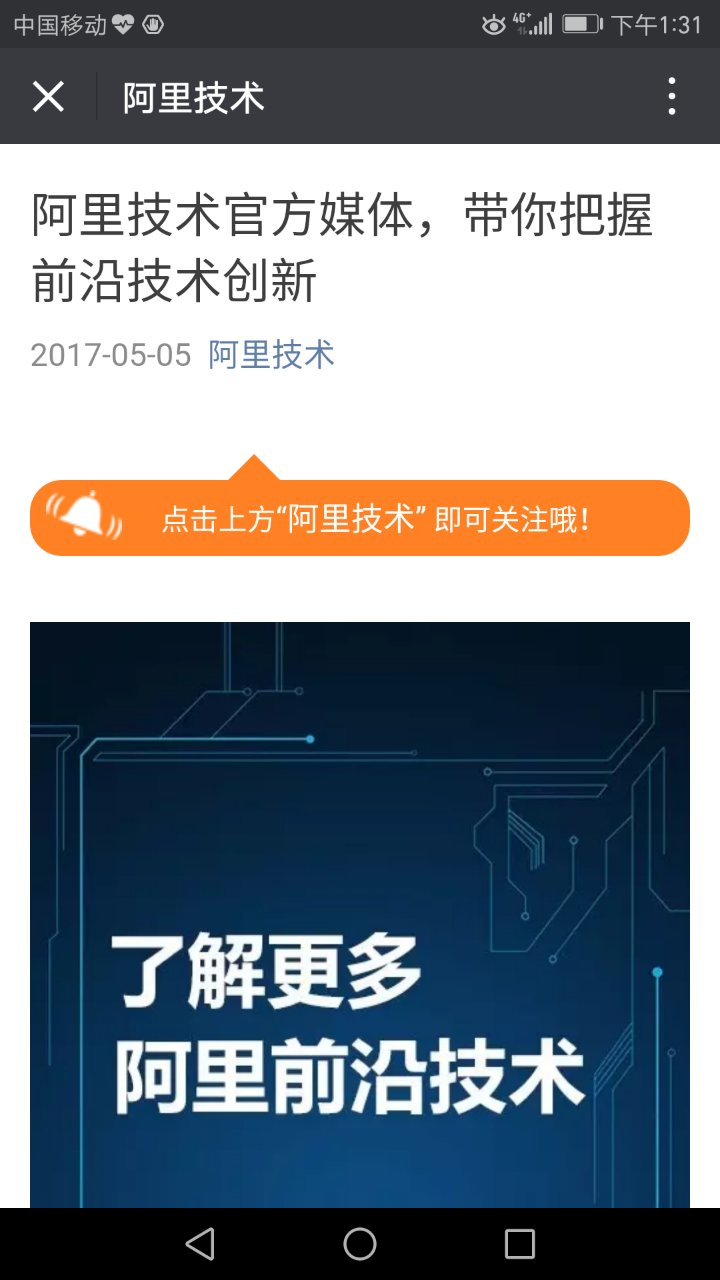 中国移动 4G+ 下午1:31
阿里技术
阿里技术官方媒体，带你把握
前沿技术创新
2017-05-05 阿里技术
点击上方“阿里技术” 即可关注哦！
了解更多
阿里前沿技术